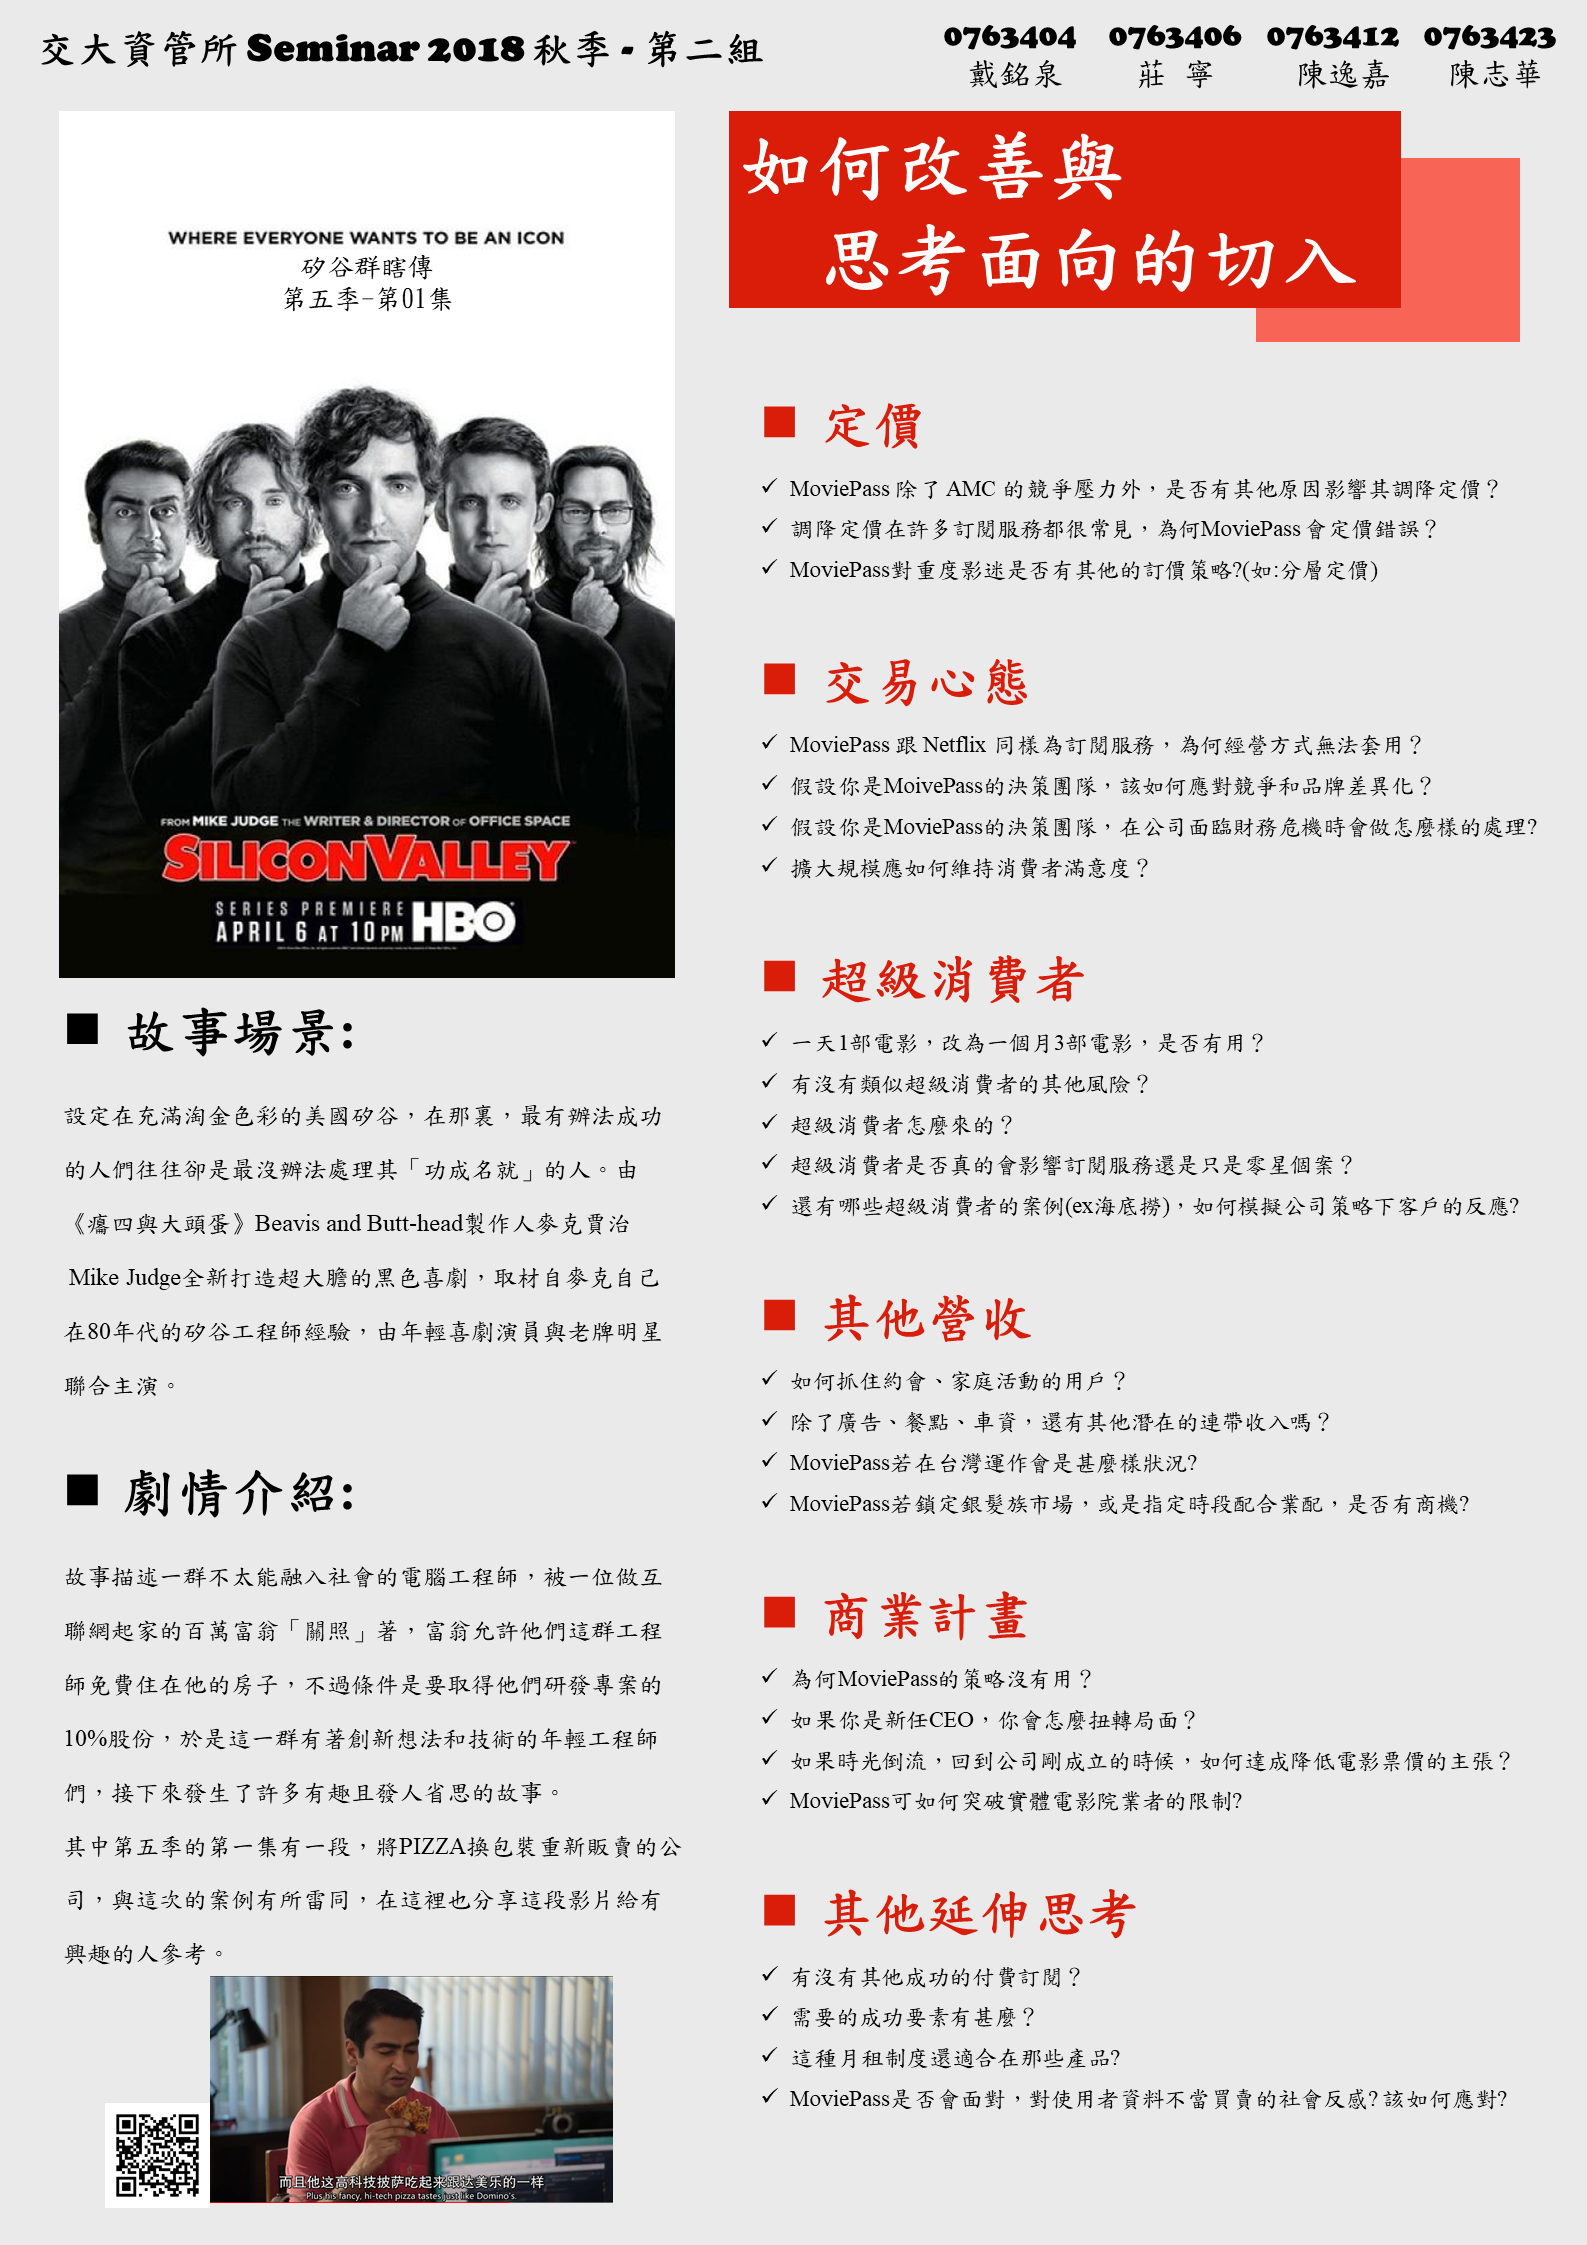 交大資管所 Seminar 2018 秋季 - 第二組
0763404 0763406 0763412 0763423
戴銘泉 莊 寧 陳逸嘉 陳志華
WHERE EVERYONE WANTS TO BE AN ICON
矽谷群瞎傳
第五季-第01集
FROM MIKE JUDGE THE WRITER & DIRECTOR OF OFFICE SPACE
SILICON VALLEY
SERIES PREMIERE
APRIL 6 AT 10PM HBO
■ 故事場景:
設定在充滿淘金色彩的美國矽谷，在那裏，最有辦法成功
的人們往往卻是最沒辦法處理其「功成名就」的人。由
《癟四與大頭蛋》Beavis and Butt-head製作人麥克賈治
Mike Judge全新打造超大膽的黑色喜劇，取材自麥克自己
在80年代的矽谷工程師經驗，由年輕喜劇演員與老牌明星
聯合主演。
■ 劇情介紹:
故事描述一群不太能融入社會的電腦工程師，被一位做互
聯網起家的百萬富翁「關照」著，富翁允許他們這群工程
師免費住在他的房子，不過條件是要取得他們研發專案的
10%股份，於是這一群有著創新想法和技術的年輕工程師
們，接下來發生了許多有趣且發人省思的故事。
其中第五季的第一集有一段，將PIZZA換包裝重新販賣的公
司，與這次的案例有所雷同，在這裡也分享這段影片給有
興趣的人參考。
而且他这高科技披萨吃起来跟达美乐的一样
Plus his fancy, hi-tech pizza tastes just like Domino's.
如何改善與
思考面向的切入
■ 定價
✓ MoviePass 除了 AMC 的競爭壓力外，是否有其他原因影響其調降定價？
✓ 調降定價在許多訂閱服務都很常見，為何MoviePass 會定價錯誤？
✓ MoviePass對重度影迷是否有其他的訂價策略?(如:分層定價)
■ 交易心態
✓ MoviePass 跟 Netflix 同樣為訂閱服務，為何經營方式無法套用？
✓ 假設你是MoivePass的決策團隊，該如何應對競爭和品牌差異化？
✓ 假設你是MoviePass的決策團隊，在公司面臨財務危機時會做怎麼樣的處理?
✓ 擴大規模應如何維持消費者滿意度？
■ 超級消費者
✓ 一天1部電影，改為一個月3部電影，是否有用？
✓ 有沒有類似超級消費者的其他風險？
✓ 超級消費者怎麼來的？
✓ 超級消費者是否真的會影響訂閱服務還是只是零星個案？
✓ 還有哪些超級消費者的案例(ex海底撈)，如何模擬公司策略下客戶的反應?
■ 其他營收
✓ 如何抓住約會、家庭活動的用戶？
✓ 除了廣告、餐點、車資，還有其他潛在的連帶收入嗎？
✓ MoviePass若在台灣運作會是甚麼樣狀況?
✓ MoviePass若鎖定銀髮族市場，或是指定時段配合業配，是否有商機?
■ 商業計畫
✓ 為何MoviePass的策略沒有用？
✓ 如果你是新任CEO，你會怎麼扭轉局面？
✓ 如果時光倒流，回到公司剛成立的時候，如何達成降低電影票價的主張？
✓ MoviePass可如何突破實體電影院業者的限制?
■ 其他延伸思考
✓ 有沒有其他成功的付費訂閱？
✓ 需要的成功要素有甚麼？
✓ 這種月租制度還適合在那些產品?
✓ MoviePass是否會面對，對使用者資料不當買賣的社會反感? 該如何應對?